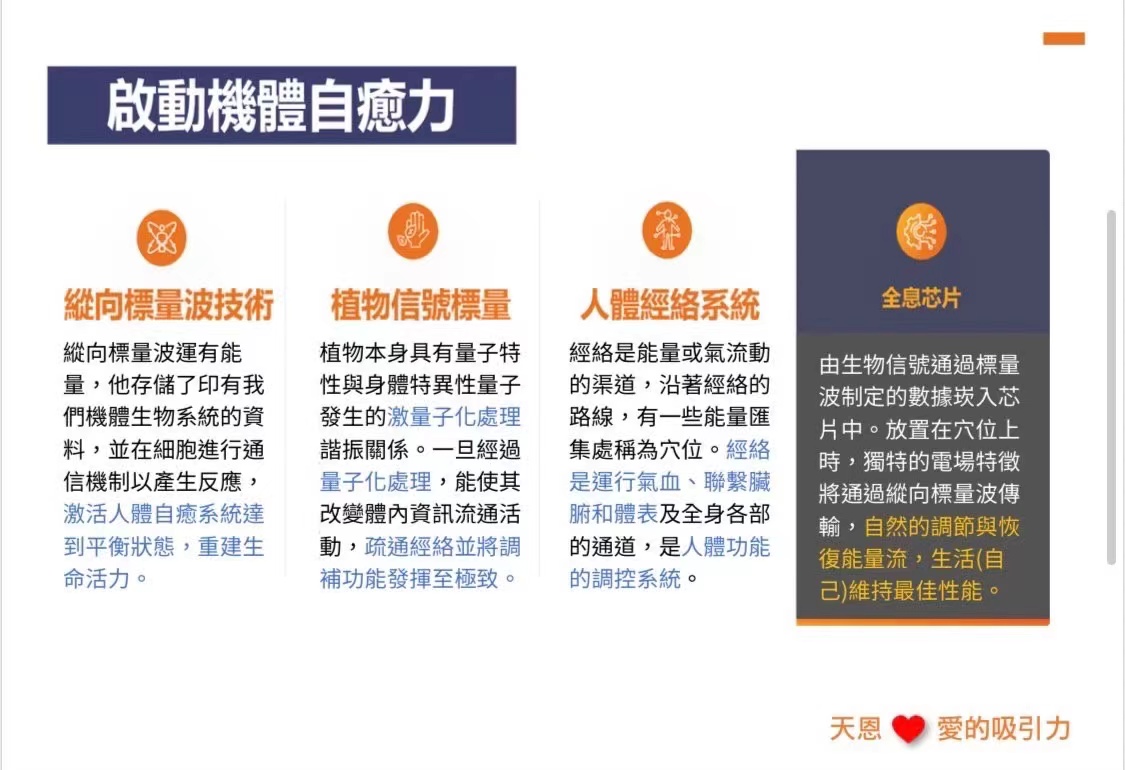 啟動機體自癒力
縱向標量波技術
縱向標量波運有能
量，他存儲了印有我
們機體生物系統的資
料，並在細胞進行通
信機制以產生反應，
激活人體自癒系統達
到平衡狀態，重建生
命活力。
植物信號標量
植物本身具有量子特
性與身體特異性量子
發生的激量子化處理
諧振關係。一旦經過
量子化處理，能使其
改變體內資訊流通活
動，疏通經絡並將調
補功能發揮至極致。
人體經絡系統
經絡是能量或氣流動
的渠道，沿著經絡的
路線，有一些能量匯
集處稱為穴位。經絡
是運行氣血、聯繫臟
腑和體表及全身各部
的通道，是人體功能
的調控系統。
全息芯片
由生物信號通過標量
波制定的數據崁入芯
片中。放置在穴位上
時，獨特的電場特徵
將通過縱向標量波傳
輸，自然的調節與恢
復能量流，生活(自
己)維持最佳性能。
天恩 愛的吸引力